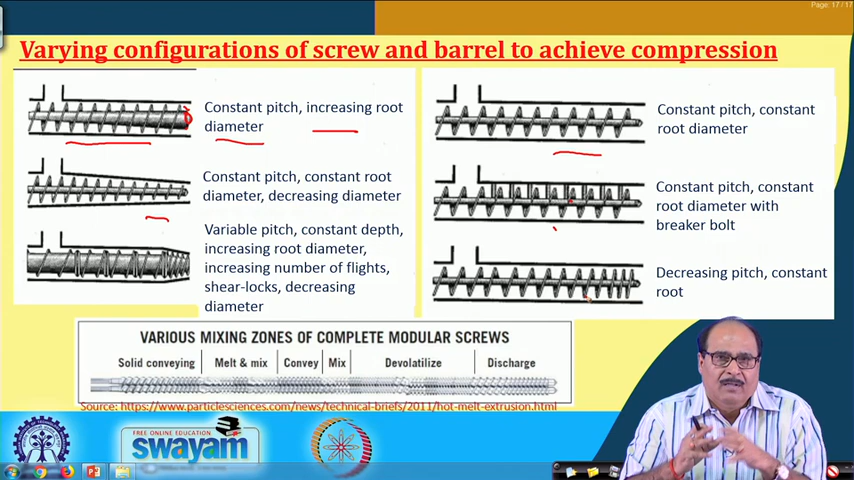 Page: 17 / 17
Varying configurations of screw and barrel to achieve compression
Constant pitch, increasing root
diameter
Constant pitch, constant root
diameter, decreasing diameter
Variable pitch, constant depth,
increasing root diameter,
increasing number of flights,
shear-locks, decreasing
diameter
Constant pitch, constant
root diameter
Constant pitch, constant
root diameter with
breaker bolt
Decreasing pitch, constant
root
VARIOUS MIXING ZONES OF COMPLETE MODULAR SCREWS
Solid conveying Melt & mix Convey Mix Devolatilize Discharge
Source: https://www.particlesciences.com/news/technical-briefs/2011/hot-melt-extrusion.html
FREE ONLINE EDUCATION
swayam